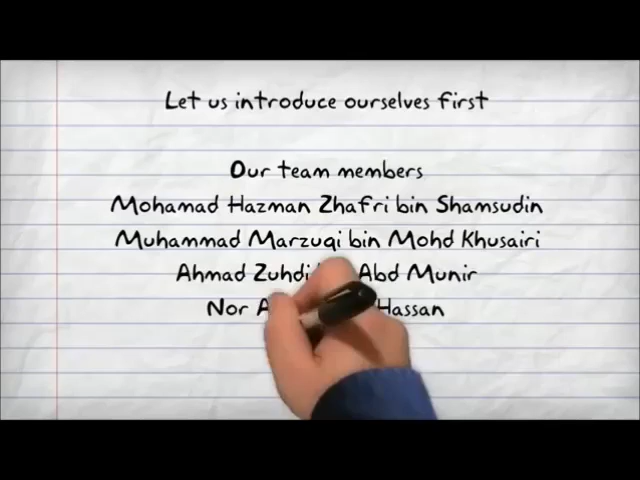 Let us introduce ourselves first
Our team members
Mohamad Hazman Zhafri bin Shamsudin
Muhammad Marzuqi bin Mohd Khusairi
Ahmad Zuhdi Abd Munir
Nor Hassan